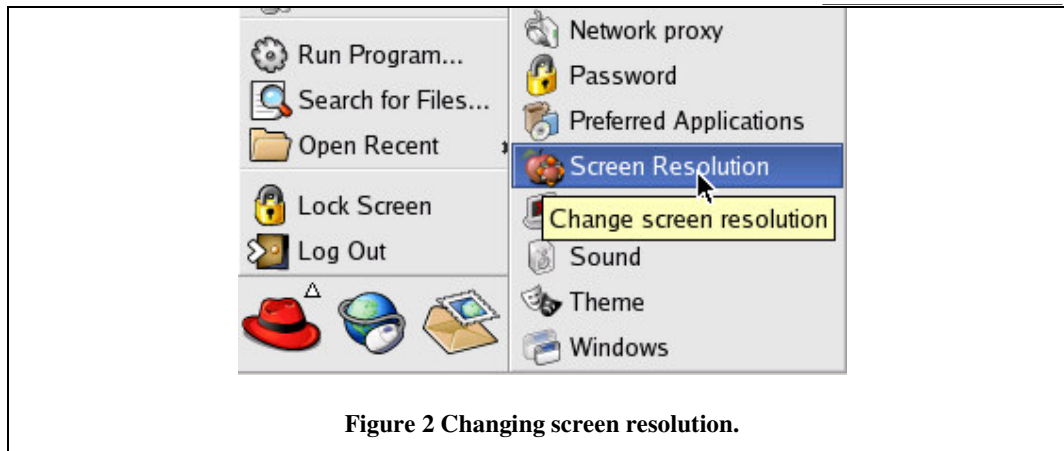 Run Program...
Search for Files...
Open Recent
Lock Screen
Log Out
Network proxy
Password
Preferred Applications
Screen Resolution
Change screen resolution
Sound
Theme
Windows
Figure 2 Changing screen resolution.